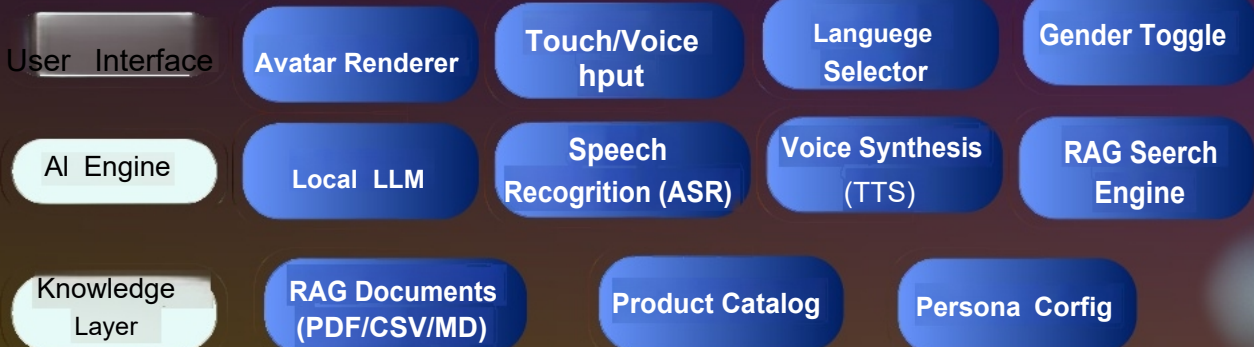 User Interface
Avatar Renderer
Touch/Voice
hput
Languege
Selector
Gender Toggle
Al Engine
Local LLM
Speech
Recogrition (ASR)
Voice Synthesis
(TTS)
RAG Seerch
Engine
Knowledge
Layer
RAG Documents
(PDF/CSV/MD)
Product Catalog
Persona Corfig